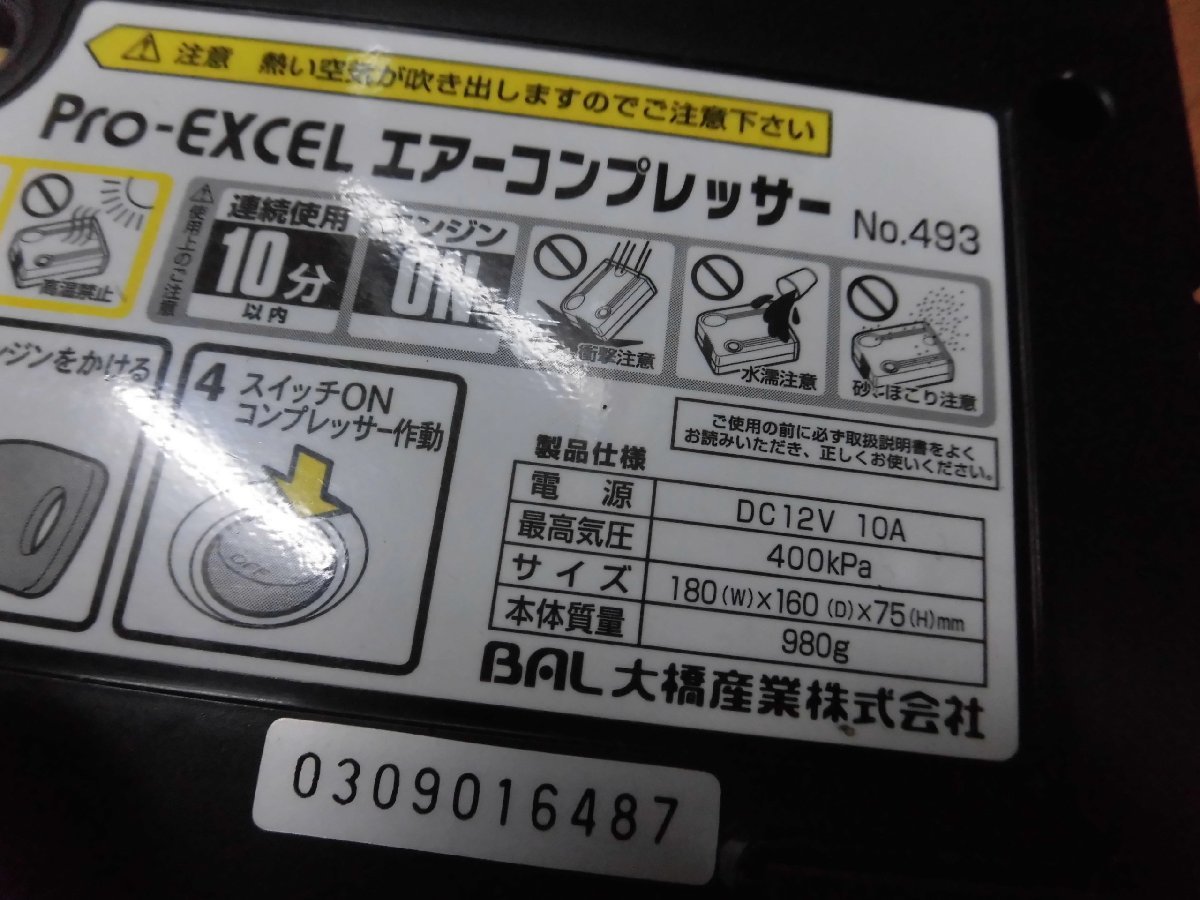 注意 熱い空気が吹き出しますのでご注意下さい
Pro-EXCEL エアーコンプレッサー No.493
高温禁止
使用上のご注意
連続使用
10分
以内
エンジン
ON
衝撃注意
水濡注意
砂、ほこり注意
ンジンをかける
4 スイッチON
コンプレッサー作動
OFF
ご使用の前に必ず取扱説明書をよく
お読みいただき、正しくお使いください。
製品仕様
電源 DC12V 10A
最高気圧 400kPa
サイズ 180(W)×160(D)×75(H)mm
本体質量 980g
BAL 大橋産業株式会社
0309016487